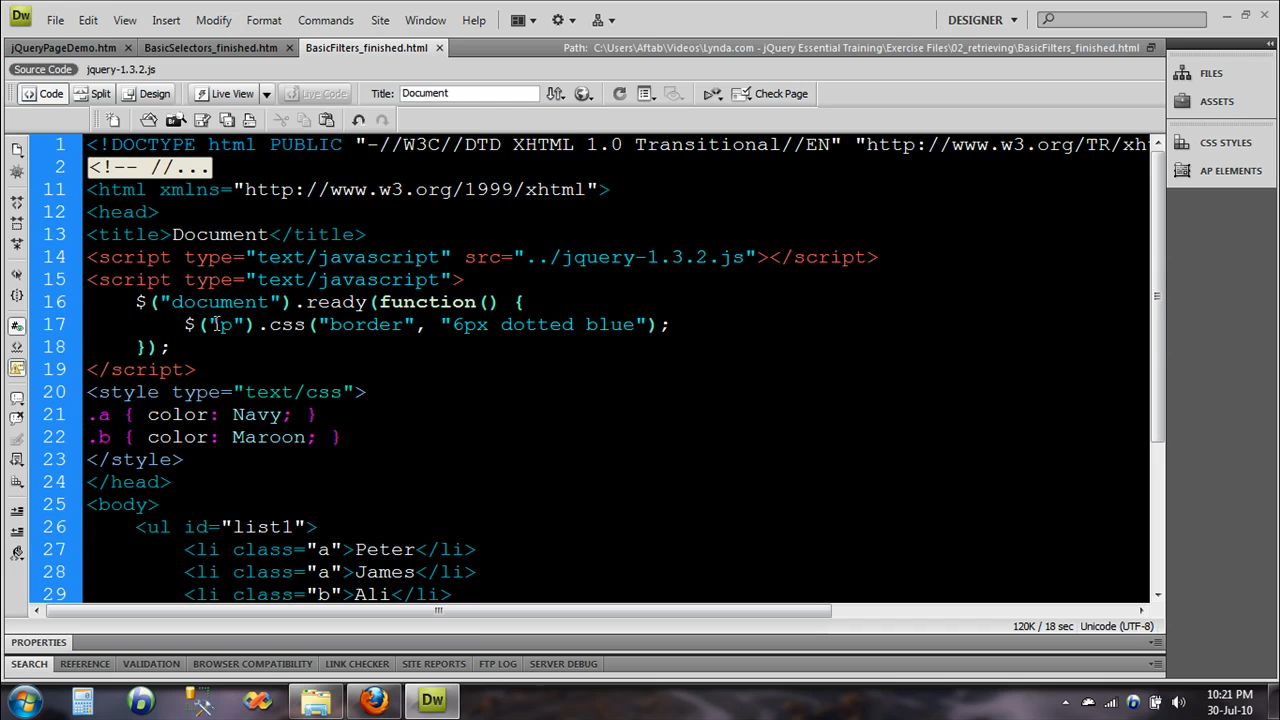 Dw File Edit View Insert Modify Format Commands Site Window Help DESIGNER
jQueryPageDemo.htm × BasicSelectors_finished.htm × BasicFilters_finished.html × Path: C:\Users\Aftab\Videos\Lynda.com - jQuery Essential Training\Exercise Files\02_retrieving\BasicFilters_finished.html
Source Code jquery-1.3.2.js
Code Split Design Live View Live Code Title: Document Check Page
1 <!DOCTYPE html PUBLIC "-//W3C//DTD XHTML 1.0 Transitional//EN" "http://www.w3.org/TR/xht
2 <!-- //...
11 <html xmlns="http://www.w3.org/1999/xhtml">
12 <head>
13 <title>Document</title>
14 <script type="text/javascript" src="../jquery-1.3.2.js"></script>
15 <script type="text/javascript">
16 $("document").ready(function() {
17 $("p").css("border", "6px dotted blue");
18 });
19 </script>
20 <style type="text/css">
21 .a { color: Navy; }
22 .b { color: Maroon; }
23 </style>
24 </head>
25 <body>
26 <ul id="list1">
27 <li class="a">Peter</li>
28 <li class="a">James</li>
29 <li class="b">Ali</li>
FILES
ASSETS
CSS STYLES
AP ELEMENTS
120K / 18 sec Unicode (UTF-8)
PROPERTIES
SEARCH REFERENCE VALIDATION BROWSER COMPATIBILITY LINK CHECKER SITE REPORTS FTP LOG SERVER DEBUG
Dw
10:21 PM
30-Jul-10